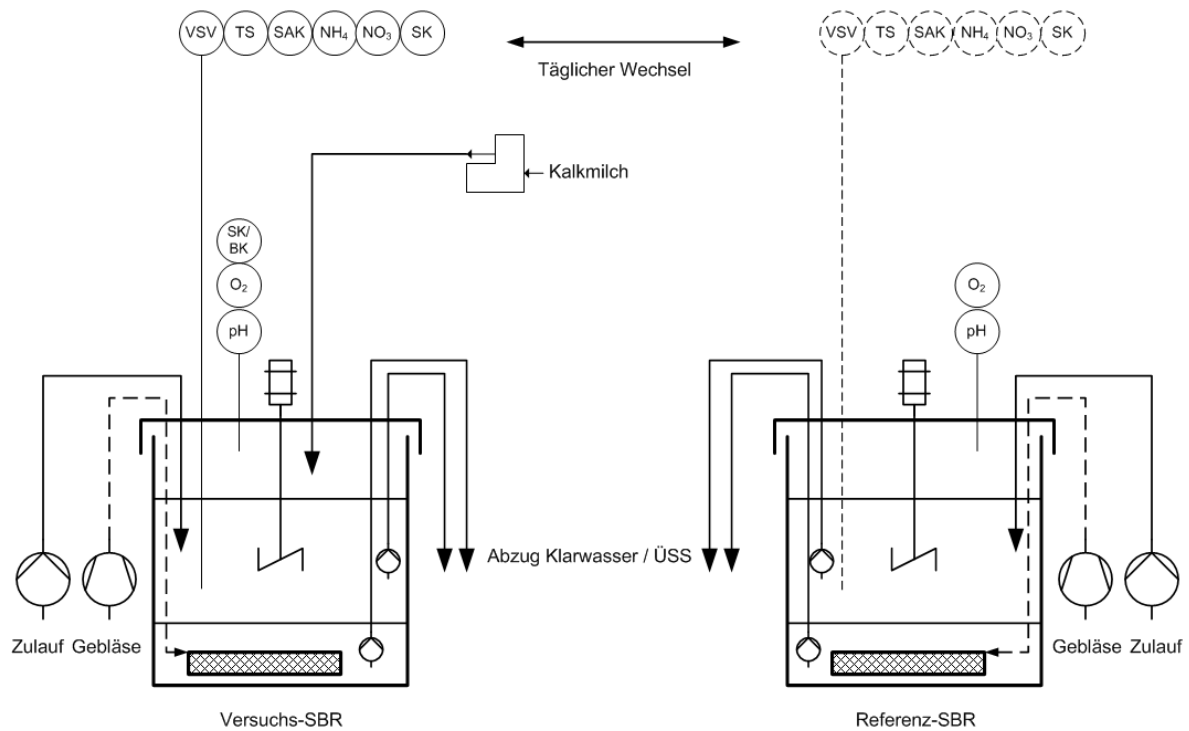 VSV TS SAK NH₄ NO₃ SK
VSV TS SAK NH₄ NO₃ SK
Täglicher Wechsel
Kalkmilch
SK/
BK
O₂
pH
O₂
pH
Abzug Klarwasser / ÜSS
Zulauf Gebläse
Gebläse Zulauf
Versuchs-SBR
Referenz-SBR